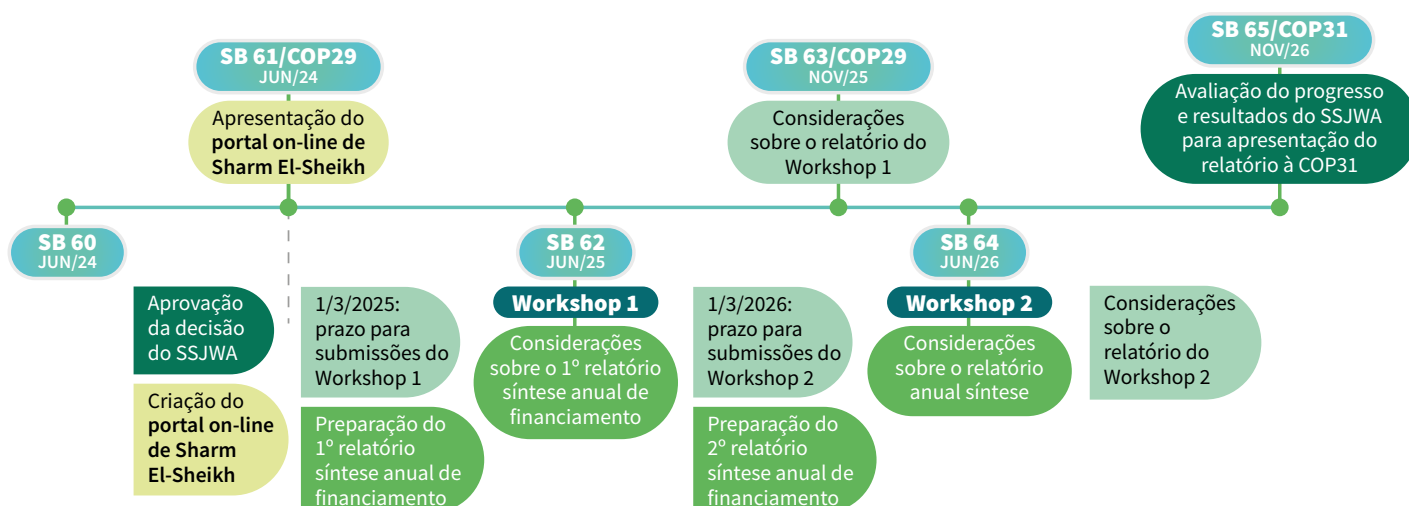 SB 61/COP29
JUN/24
Apresentação do
portal on-line de
Sharm El-Sheikh
SB 63/COP29
NOV/25
Considerações
sobre o relatório do
Workshop 1
SB 65/COP31
NOV/26
Avaliação do progresso
e resultados do SSJWA
para apresentação do
relatório à COP31
SB 60
JUN/24
Aprovação
da decisão
do SSJWA
Criação do
portal on-line
de Sharm
El-Sheikh
1/3/2025:
prazo para
submissões do
Workshop 1
Preparação do
1º relatório
síntese anual de
financiamento
SB 62
JUN/25
Workshop 1
Considerações
sobre o 1º relatório
síntese anual de
financiamento
1/3/2026:
prazo para
submissões do
Workshop 2
Preparação do
2º relatório
síntese anual de
financiamento
SB 64
JUN/26
Workshop 2
Considerações
sobre o relatório
anual síntese
Considerações
sobre o
relatório do
Workshop 2